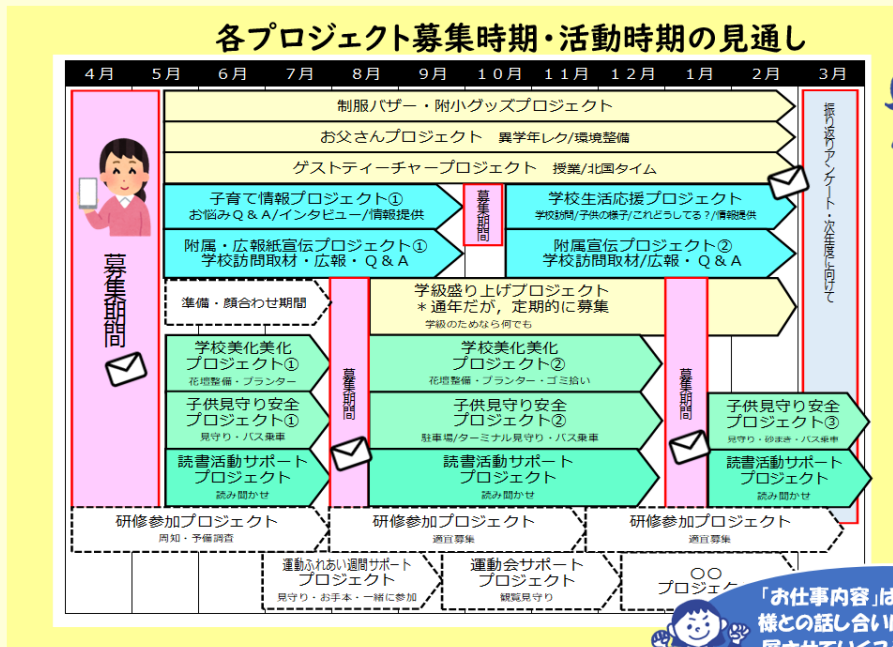 各プロジェクト募集時期・活動時期の見通し
4月 5月 6月 7月 8月 9月 10月 11月 12月 1月 2月 3月
募集期間
制服バザー・附小グッズプロジェクト
お父さんプロジェクト 異学年レク/環境整備
ゲストティーチャープロジェクト 授業/北国タイム
子育て情報プロジェクト①
お悩みQ&A/インタビュー/情報提供
募集期間
学校生活応援プロジェクト
学校訪問/子供の様子/これどうしてる?/情報提供
附属・広報紙宣伝プロジェクト①
学校訪問取材・広報・Q&A
附属宣伝プロジェクト②
学校訪問取材/広報・Q&A
準備・顔合わせ期間
学級盛り上げプロジェクト
*通年だが,定期的に募集
学級のためなら何でも
学校美化美化
プロジェクト①
花壇整備・プランター
募集期間
学校美化美化
プロジェクト②
花壇整備・プランター・ゴミ拾い
募集期間
子供見守り安全
プロジェクト①
見守り・バス乗車
子供見守り安全
プロジェクト②
駐車場/ターミナル見守り・バス乗車
子供見守り安全
プロジェクト③
見守り・砂まき・バス乗車
読書活動サポート
プロジェクト
読み聞かせ
読書活動サポート
プロジェクト
読み聞かせ
読書活動サポート
プロジェクト
読み聞かせ
振り返りアンケート・次年度に向けて
研修参加プロジェクト
周知・予備調査
研修参加プロジェクト
適宜募集
研修参加プロジェクト
適宜募集
運動ふれあい週間サポート
プロジェクト
見守り・お手本・一緒に参加
運動会サポート
プロジェクト
観覧見守り
〇〇
プロジェク
「お仕事内容」は
様との話し合い